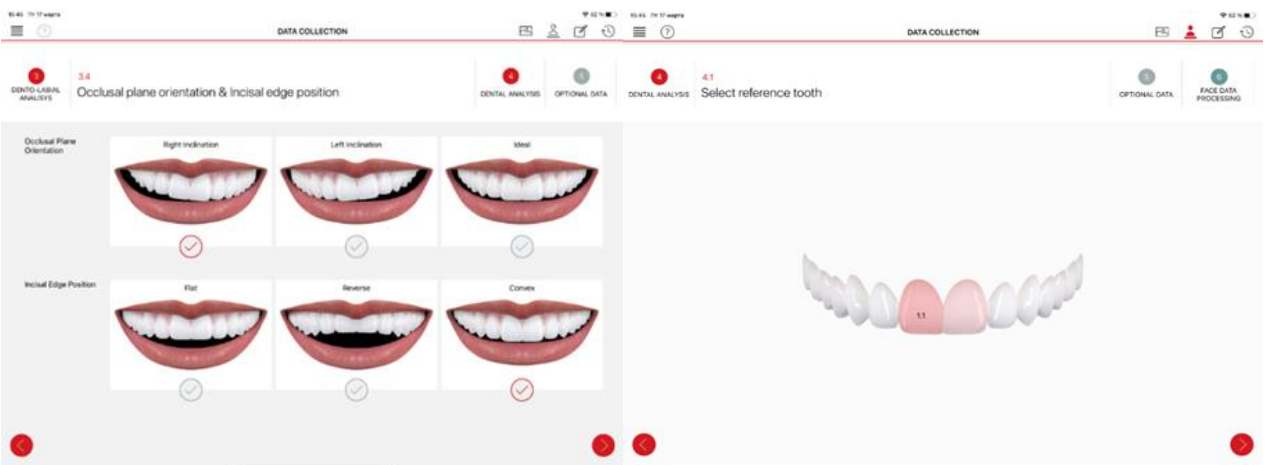 DATA COLLECTION
3
DENTO-LABIAL
ANALISYS
3.4
Occlusal plane orientation & Incisal edge position
4
DENTAL ANALYSIS
5
OPTIONAL DATA
Occlusal Plane
Orientation
Right Inclination
Left Inclination
Ideal
Incisal Edge Position
Flat
Reverse
Convex
DATA COLLECTION
4
DENTAL ANALYSIS
4.1
Select reference tooth
5
OPTIONAL DATA
6
FACE DATA
PROCESSING
1.1